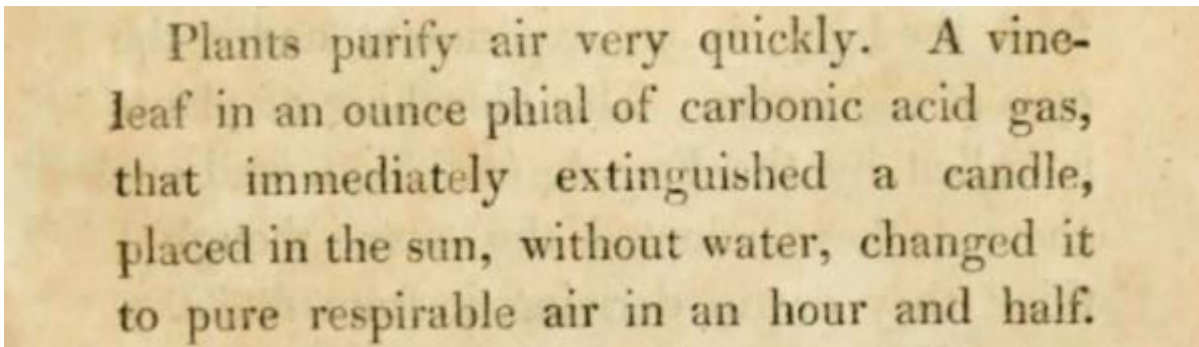 Plants purify air very quickly. A vine-
leaf in an ounce phial of carbonic acid gas,
that immediately extinguished a candle,
placed in the sun, without water, changed it
to pure respirable air in an hour and half.